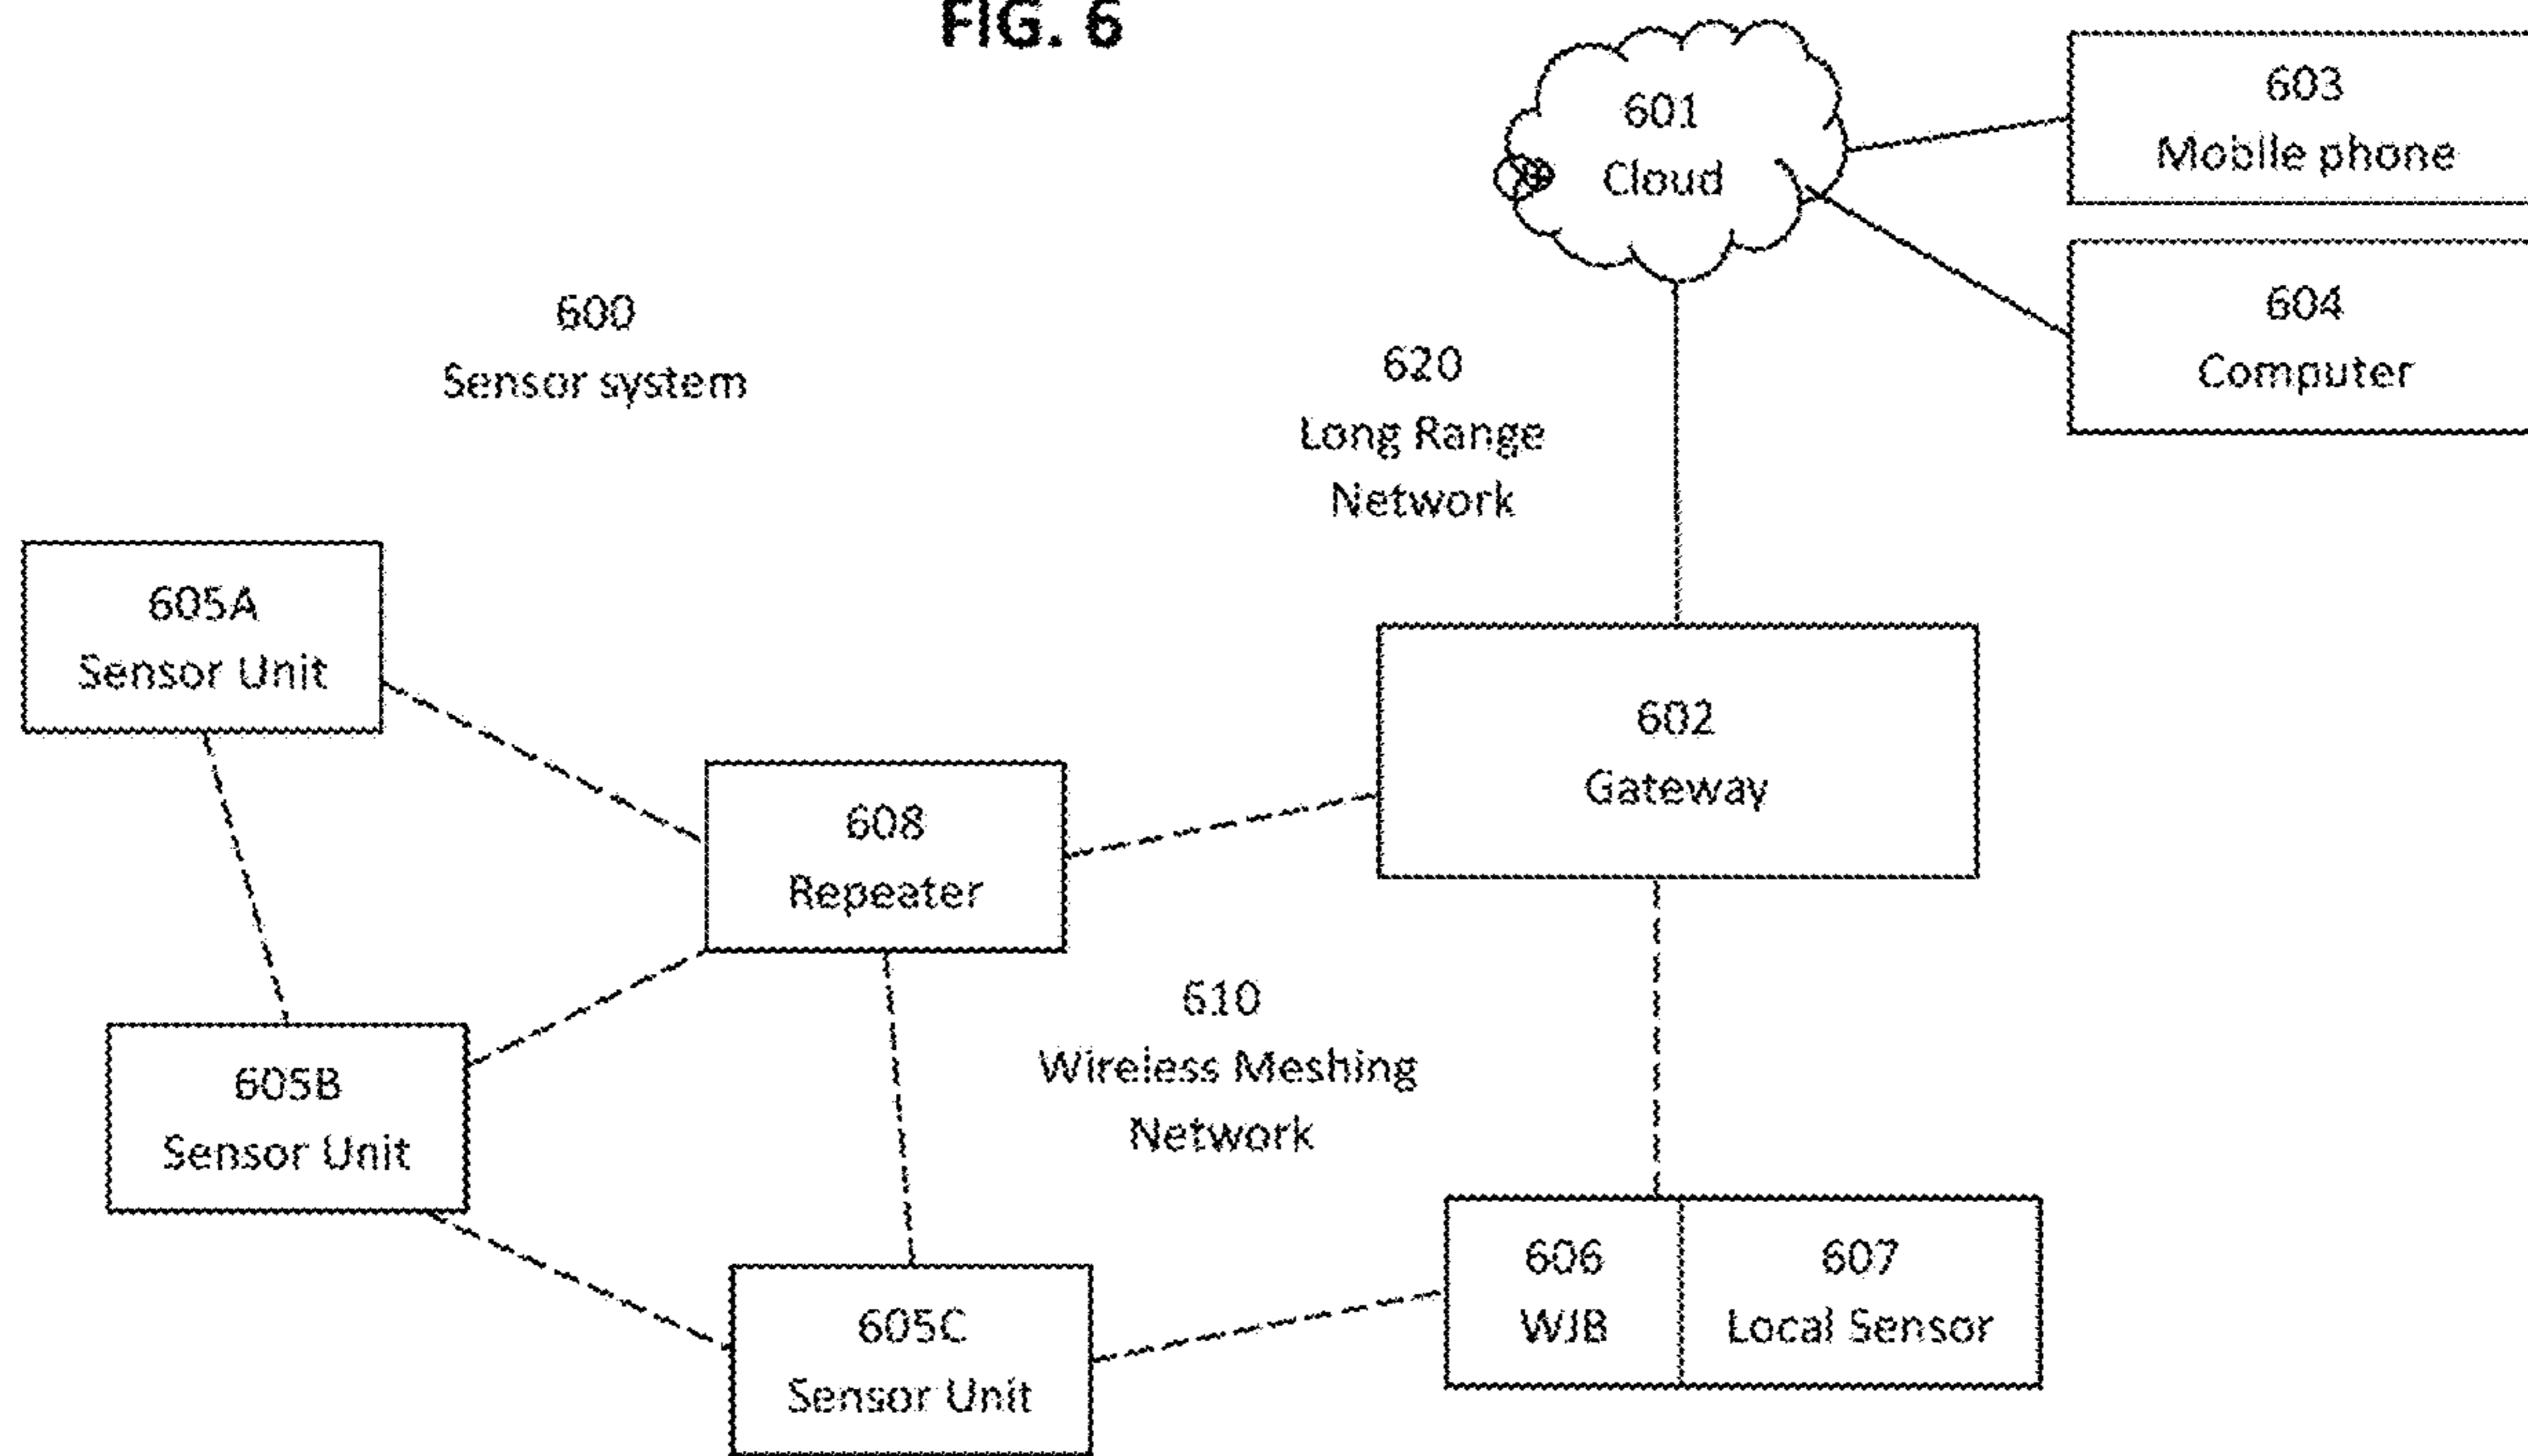 FIG. 6
601
Cloud
603
Mobile phone
604
Computer
600
Sensor system
620
Long Range
Network
605A
Sensor Unit
602
Gateway
608
Repeater
610
Wireless Meshing
Network
605B
Sensor Unit
606
WJB
607
Local Sensor
605C
Sensor Unit